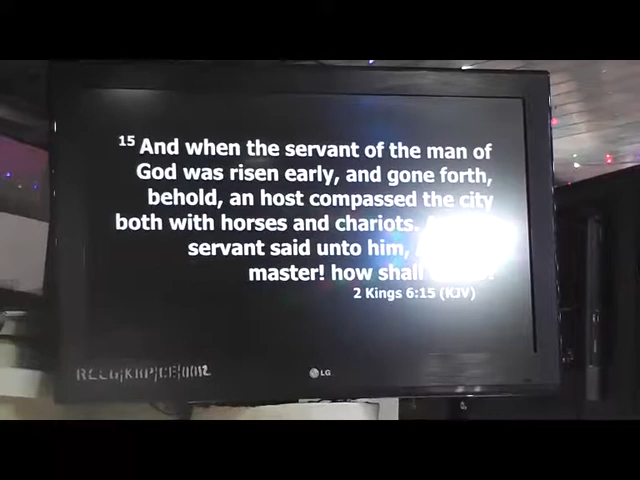 15 And when the servant of the man of
God was risen early, and gone forth,
behold, an host compassed the city
both with horses and chariots.
servant said unto him,
master! how shall
2 Kings 6:15 (KJV)
LG